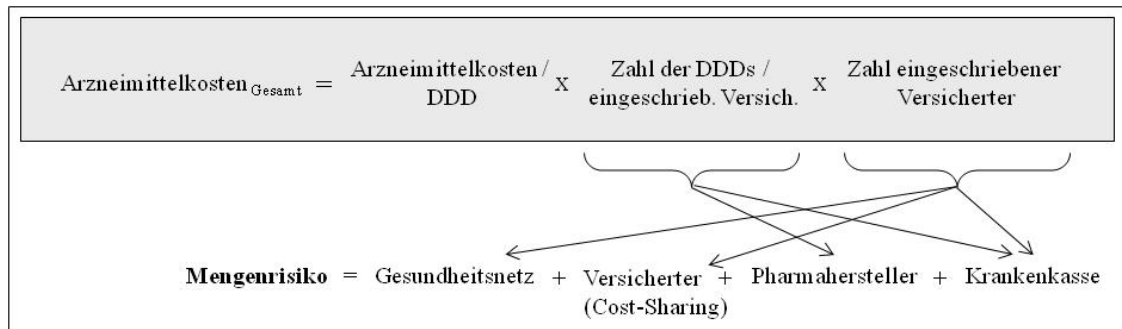 Arzneimittelkosten Gesamt = Arzneimittelkosten / DDD X Zahl der DDDs / eingeschrieb. Versich. X Zahl eingeschriebener Versicherter
Mengenrisiko = Gesundheitsnetz + Versicherter + Pharmahersteller + Krankenkasse
(Cost-Sharing)